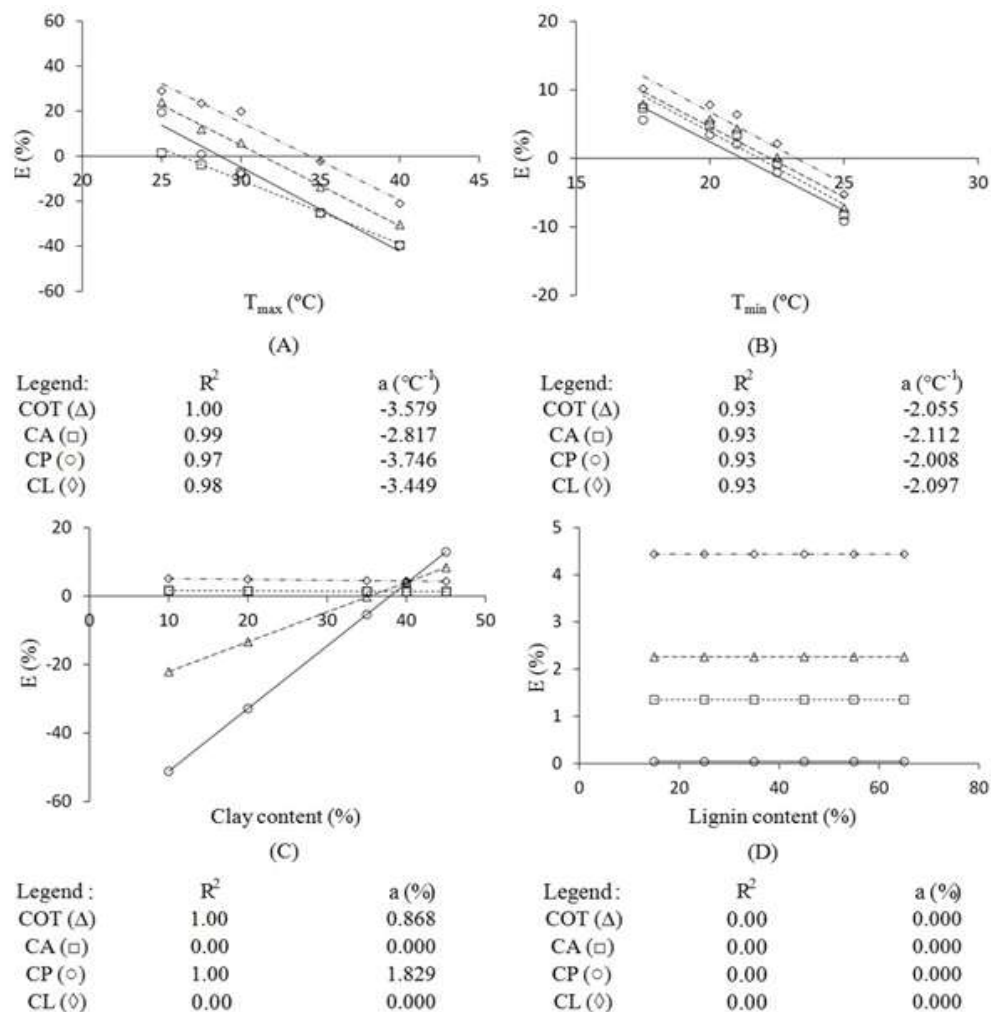 60
40
20
0
-20
-40
-60
20 25 30 35 40 45
E (%)
Tmax (ºC)
(A)
20
10
0
-10
-20
15 20 25 30
E (%)
Tmin (ºC)
(B)
Legend: R² a (°C⁻¹)
COT (Δ) 1.00 -3.579
CA (□) 0.99 -2.817
CP (○) 0.97 -3.746
CL (◊) 0.98 -3.449
Legend: R² a (°C⁻¹)
COT (Δ) 0.93 -2.055
CA (□) 0.93 -2.112
CP (○) 0.93 -2.008
CL (◊) 0.93 -2.097
20
0
-20
-40
-60
0 10 20 30 40 50
E (%)
Clay content (%)
(C)
5
4
3
2
1
0
0 20 40 60 80
E (%)
Lignin content (%)
(D)
Legend : R² a (%)
COT (Δ) 1.00 0.868
CA (□) 0.00 0.000
CP (○) 1.00 1.829
CL (◊) 0.00 0.000
Legend: R² a (%)
COT (Δ) 0.00 0.000
CA (□) 0.00 0.000
CP (○) 0.00 0.000
CL (◊) 0.00 0.000